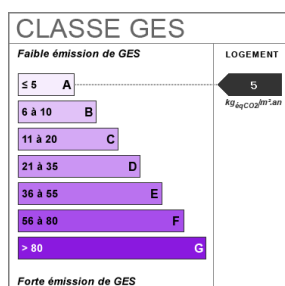 CLASSE GES
Faible émission de GES
LOGEMENT
≤ 5 A
5
kgéqCO2/m².an
6 à 10 B
11 à 20 C
21 à 35 D
36 à 55 E
56 à 80 F
> 80 G
Forte émission de GES